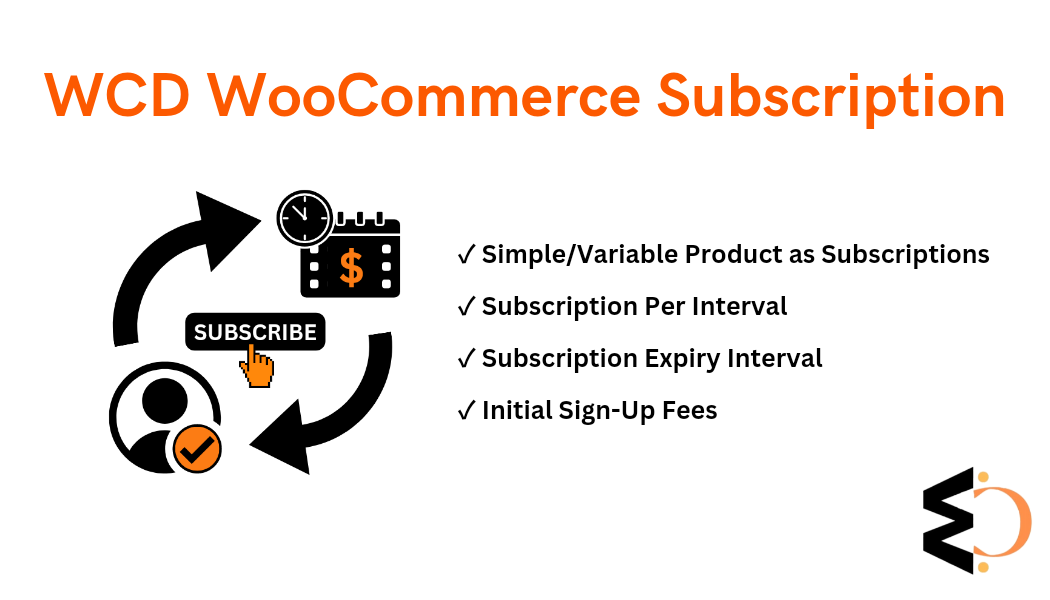 WCD WooCommerce Subscription
$
SUBSCRIBE
✓ Simple/Variable Product as Subscriptions
✓ Subscription Per Interval
✓ Subscription Expiry Interval
✓ Initial Sign-Up Fees